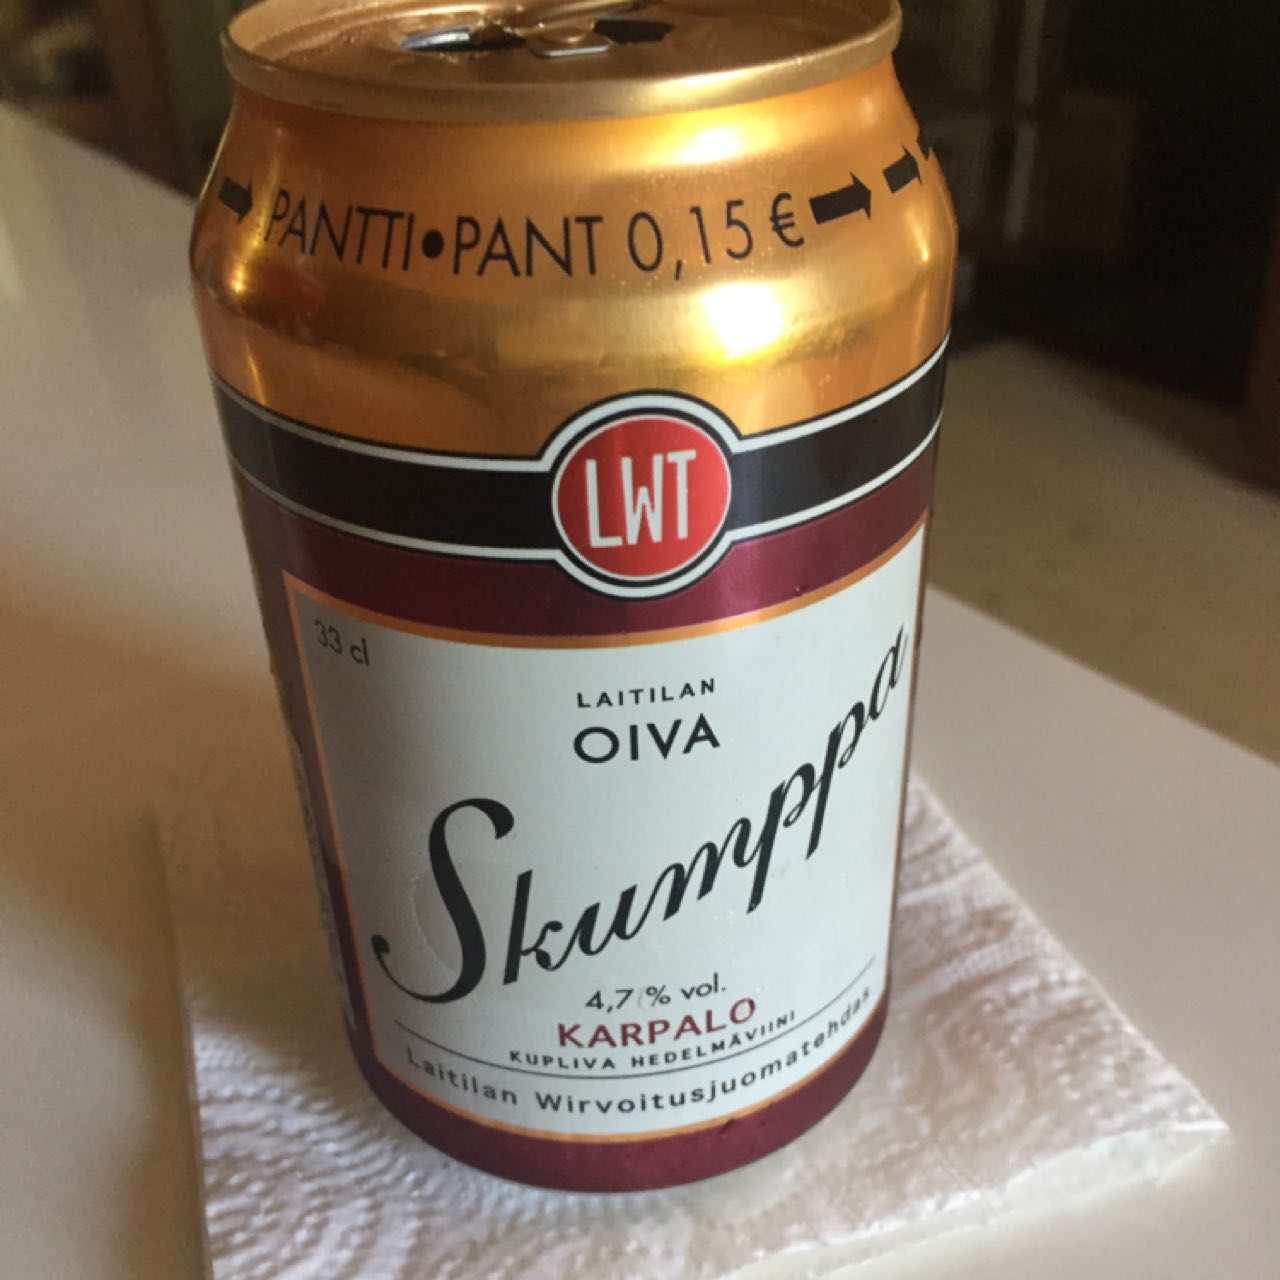 PANTTI•PANT 0,15 €
LWT
33 cl
LAITILAN
OIVA
Skumppa
4,7 % vol.
KARPALO
KUPLIVA HEDELMÄVIINI
Laitilan Wirvoitusjuomatehdas